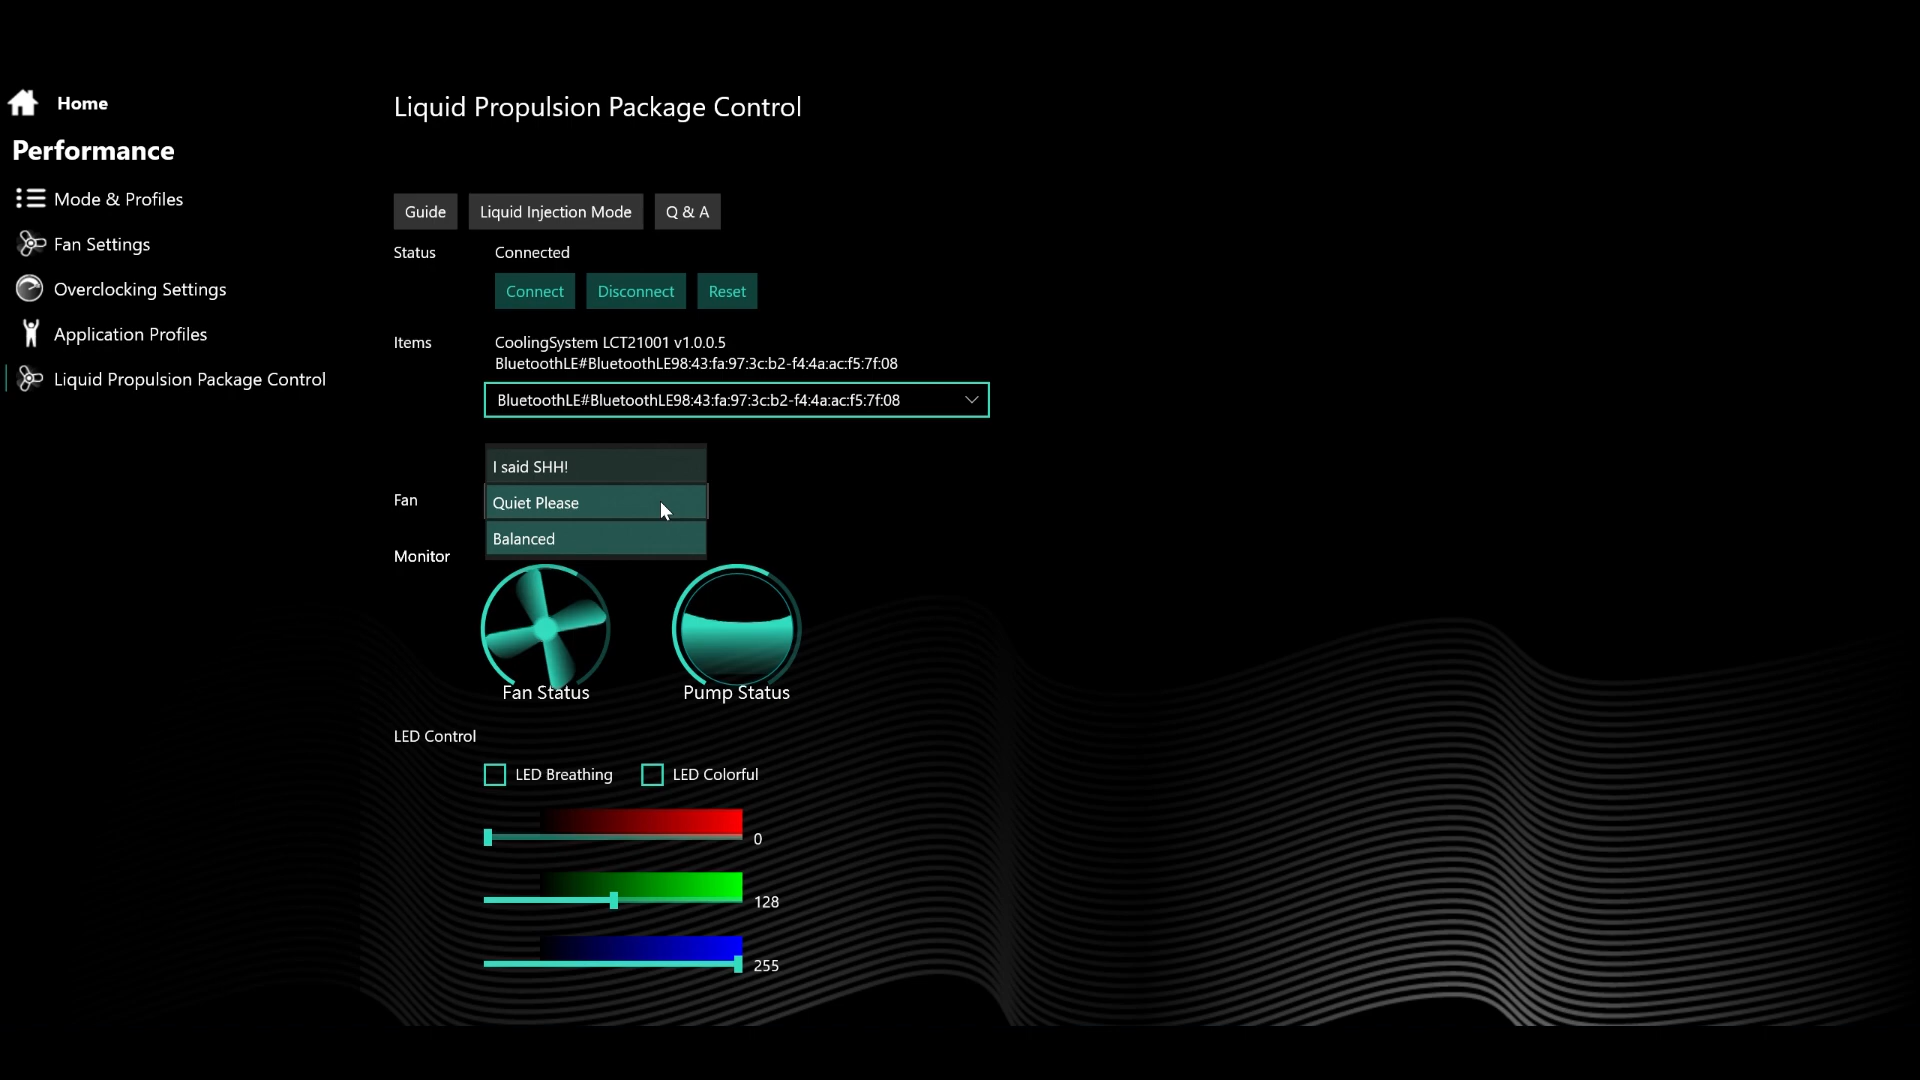 Home
Performance
Mode & Profiles
Fan Settings
Overclocking Settings
Application Profiles
Liquid Propulsion Package Control
Liquid Propulsion Package Control
Guide
Liquid Injection Mode
Q & A
Status
Connected
Connect
Disconnect
Reset
Items
CoolingSystem LCT21001 v1.0.0.5
BluetoothLE#BluetoothLE98:43:fa:97:3c:b2-f4:4a:ac:f5:7f:08
BluetoothLE#BluetoothLE98:43:fa:97:3c:b2-f4:4a:ac:f5:7f:08
Fan
I said SHH!
Quiet Please
Balanced
Monitor
Fan Status
Pump Status
LED Control
LED Breathing
LED Colorful
0
128
255